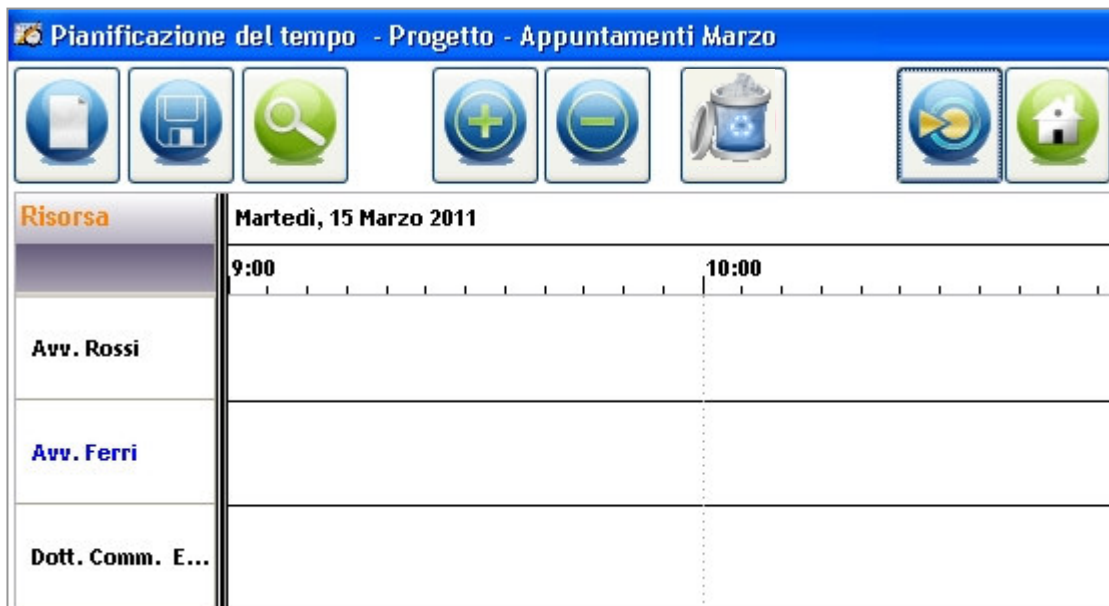 Pianificazione del tempo - Progetto - Appuntamenti Marzo
Risorsa
Martedì, 15 Marzo 2011
9:00 10:00
Avv. Rossi
Avv. Ferri
Dott. Comm. E...